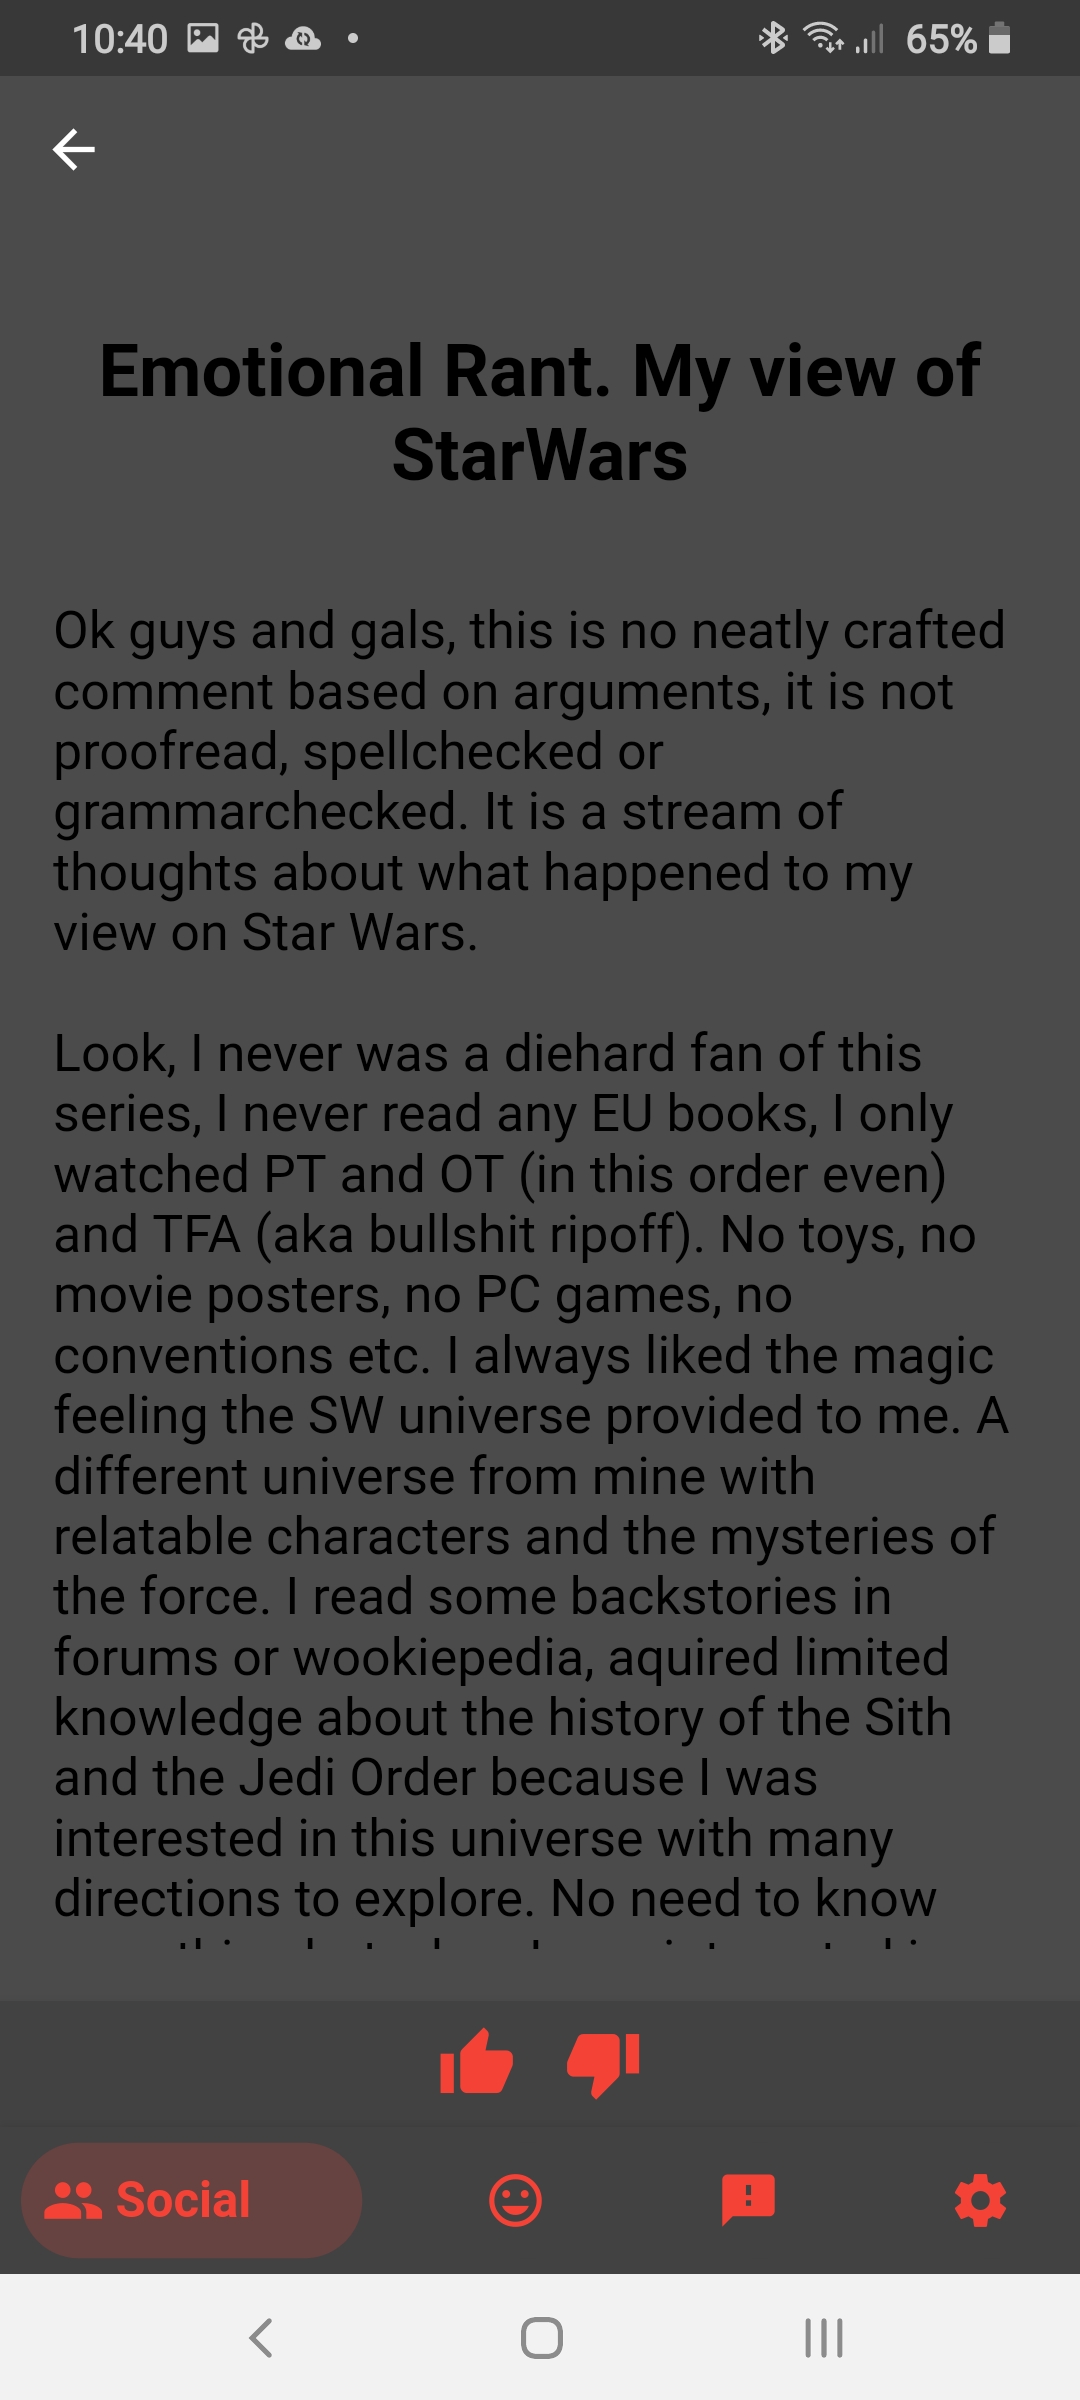 10:40
65%
Emotional Rant. My view of
StarWars
Ok guys and gals, this is no neatly crafted
comment based on arguments, it is not
proofread, spellchecked or
grammarchecked. It is a stream of
thoughts about what happened to my
view on Star Wars.
Look, I never was a diehard fan of this
series, I never read any EU books, I only
watched PT and OT (in this order even)
and TFA (aka bullshit ripoff). No toys, no
movie posters, no PC games, no
conventions etc. I always liked the magic
feeling the SW universe provided to me. A
different universe from mine with
relatable characters and the mysteries of
the force. I read some backstories in
forums or wookiepedia, aquired limited
knowledge about the history of the Sith
and the Jedi Order because I was
interested in this universe with many
directions to explore. No need to know
Social